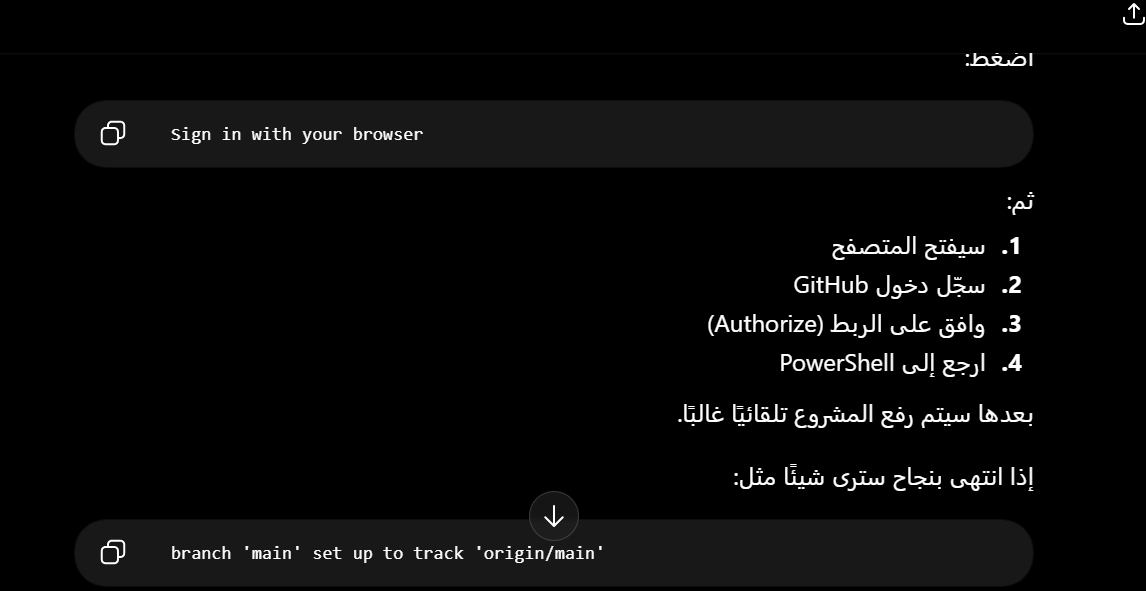 اضغط:
Sign in with your browser
ثم:
1. سيفتح المتصفح
2. سجّل دخول GitHub
3. وافق على الربط (Authorize)
4. ارجع إلى PowerShell
بعدها سيتم رفع المشروع تلقائيًا غالبًا.
إذا انتهى بنجاح سترى شيئًا مثل:
branch 'main' set up to track 'origin/main'